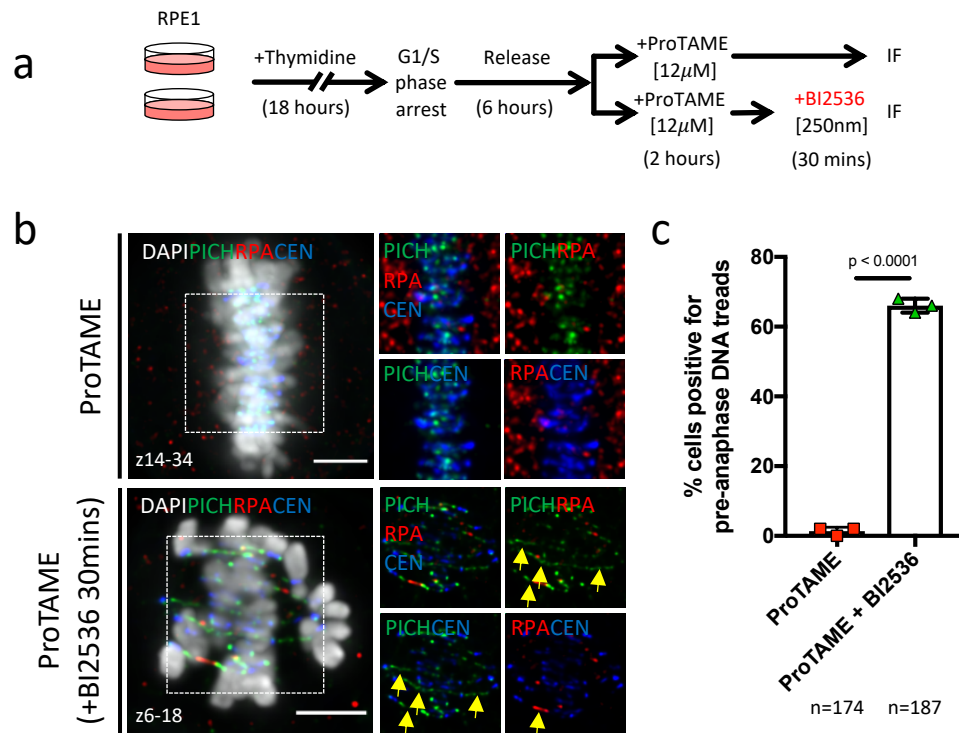 a
RPE1
+Thymidine
(18 hours)
G1/S
phase
arrest
Release
(6 hours)
+ProTAME
[12µM]
IF
+ProTAME
[12µM]
(2 hours)
+BI2536
[250nm]
(30 mins)
IF
b
ProTAME
DAPIPICHRPACEN
z14-34
PICH
RPA
CEN
PICHRPA
PICHCEN
RPACEN
ProTAME
(+BI2536 30mins)
DAPIPICHRPACEN
z6-18
PICH
RPA
CEN
PICHRPA
PICHCEN
RPACEN
c
% cells positive for
pre-anaphase DNA treads
80
60
40
20
0
p < 0.0001
ProTAME
ProTAME + BI2536
n=174
n=187